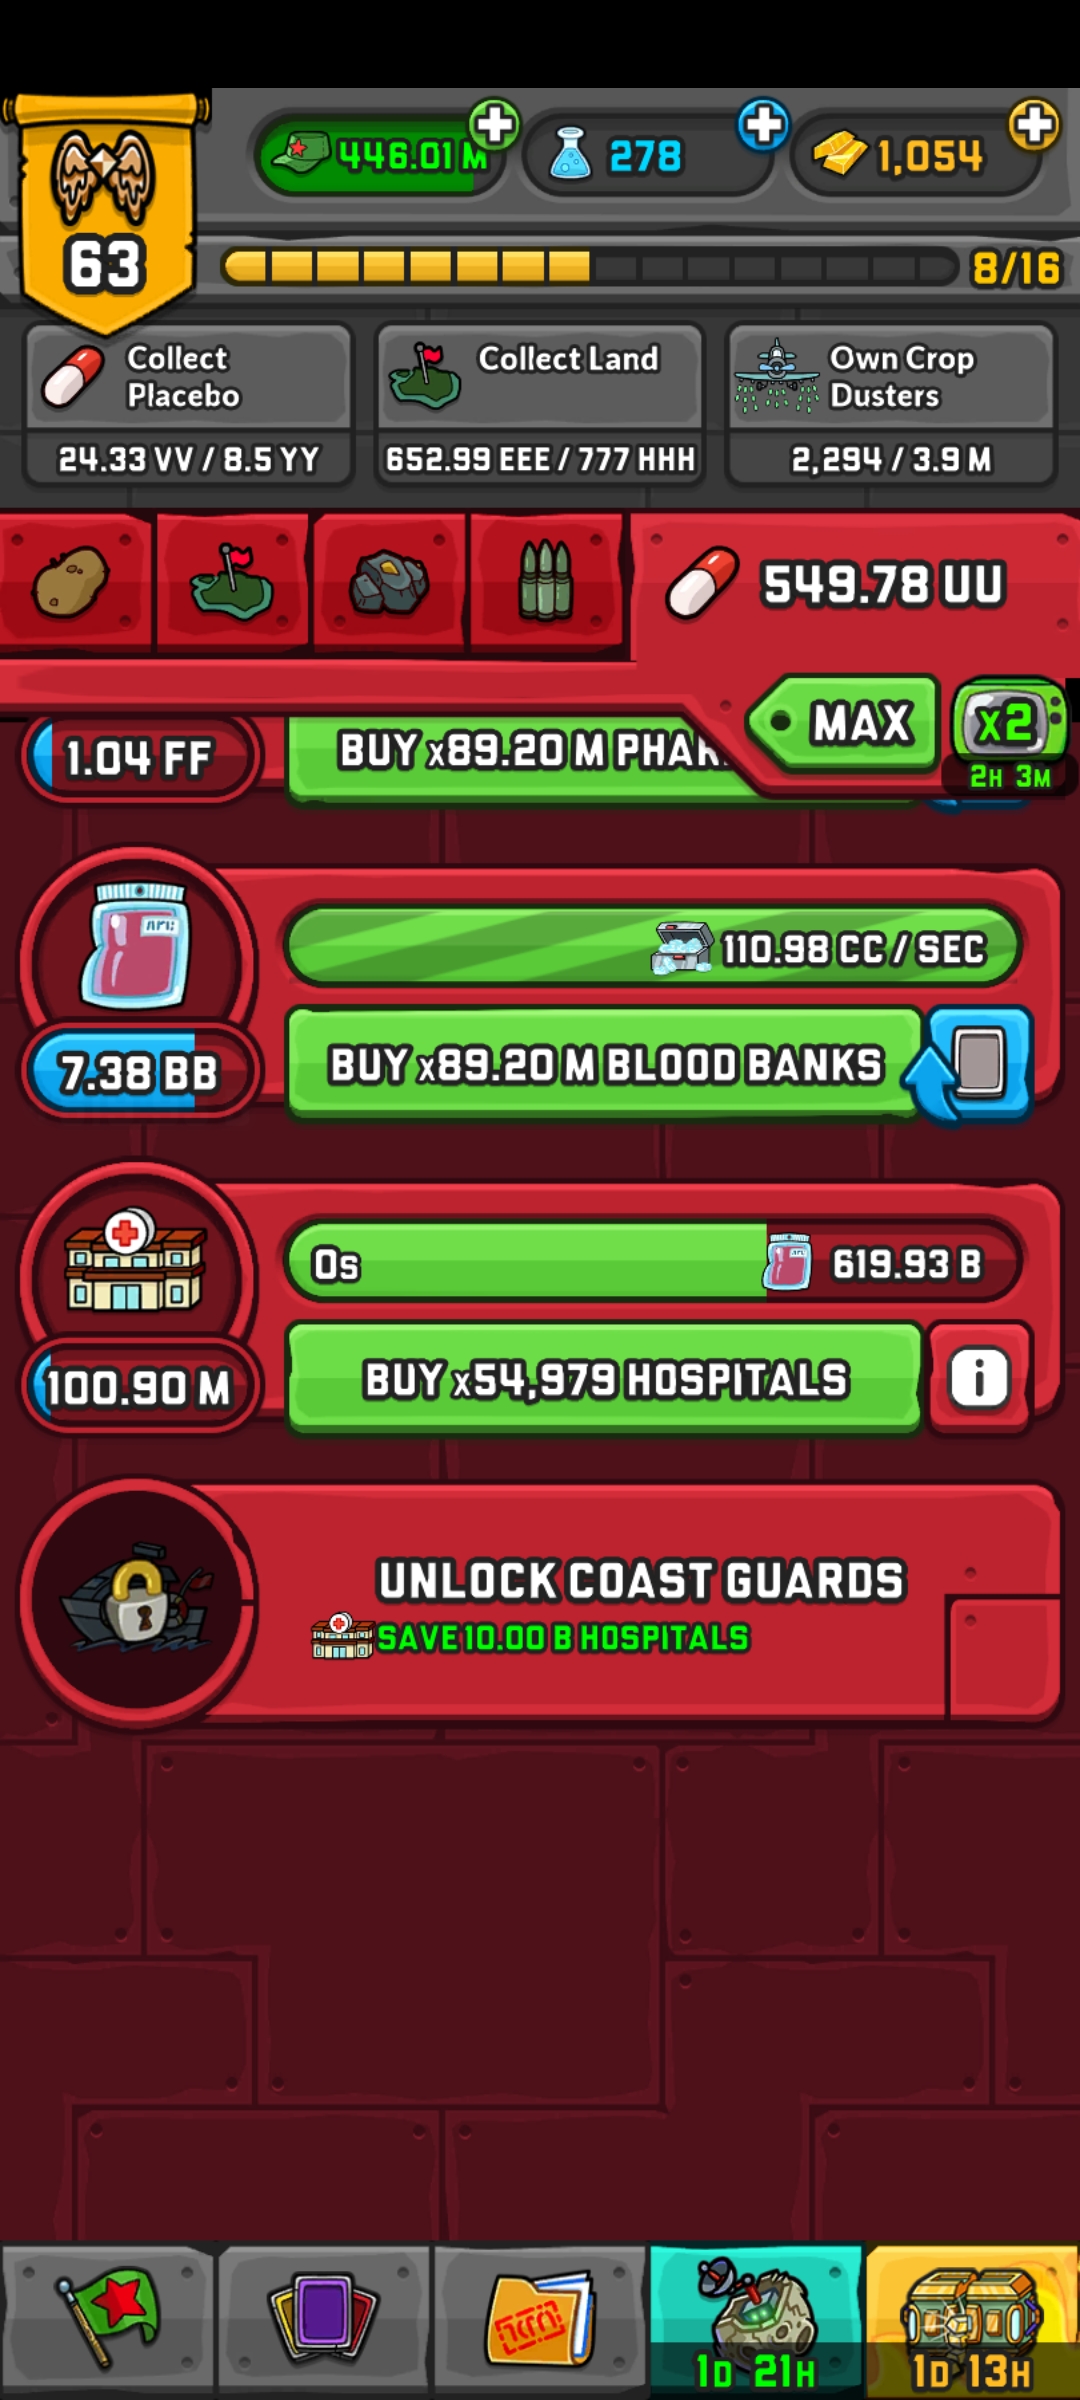 446.01 M
278
1,054
63
8/16
Collect
Placebo
24.33 VV / 8.5 YY
Collect Land
652.99 EEE / 777 HHH
Own Crop
Dusters
2,294 / 3.9 M
549.78 UU
MAX
x2
2H 3M
1.04 FF
BUY x89.20 M PHAR
110.98 CC / SEC
7.38 BB
BUY x89.20 M BLOOD BANKS
0s
619.93 B
100.90 M
BUY x54,979 HOSPITALS
i
UNLOCK COAST GUARDS
SAVE 10.00 B HOSPITALS
1D 21H
1D 13H